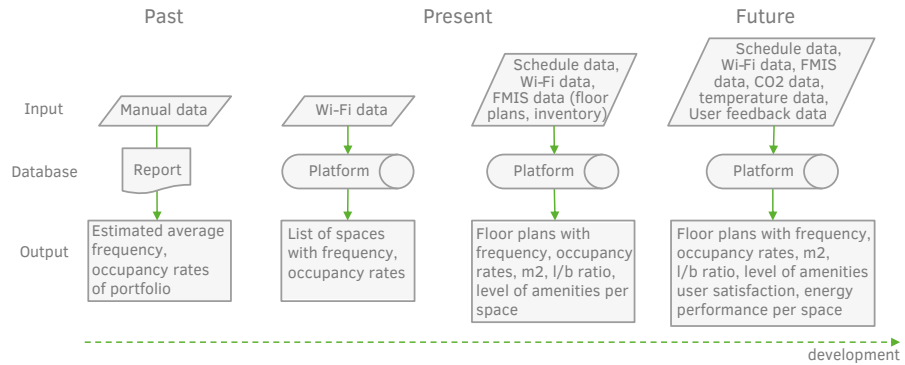 Past
Present
Future
Input
Manual data
Wi-Fi data
Schedule data,
Wi-Fi data,
FMIS data (floor
plans, inventory)
Schedule data,
Wi-Fi data, FMIS
data, CO2 data,
temperature data,
User feedback data
Database
Report
Platform
Platform
Platform
Output
Estimated average
frequency,
occupancy rates
of portfolio
List of spaces
with frequency,
occupancy rates
Floor plans with
frequency, occupancy
rates, m2, l/b ratio,
level of amenities per
space
Floor plans with frequency,
occupancy rates, m2,
l/b ratio, level of amenities
user satisfaction, energy
performance per space
development